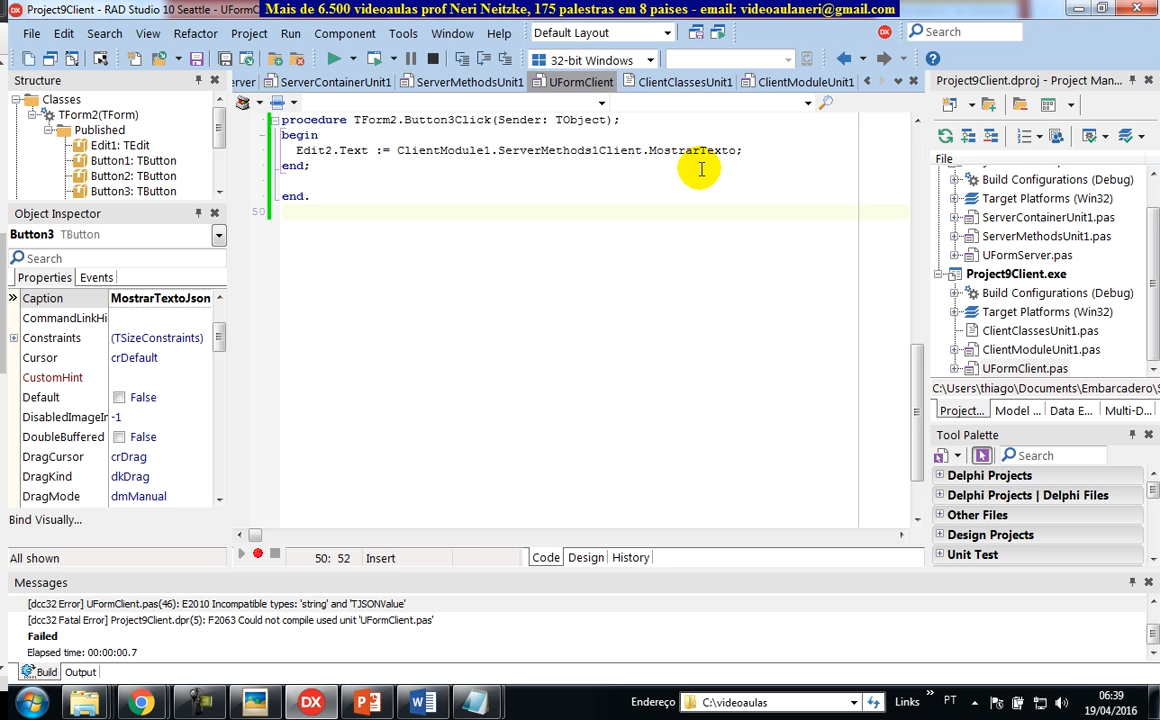 Project9Client - RAD Studio 10 Seattle - UFormCl
Mais de 6.500 videoaulas prof Neri Neitzke, 175 palestras em 8 paises - email: videoaulaneri@gmail.com
File Edit Search View Refactor Project Run Component Tools Window Help Default Layout Search
32-bit Windows
Structure
Classes
TForm2(TForm)
Published
Edit1: TEdit
Button1: TButton
Button2: TButton
Button3: TButton
Object Inspector
Button3 TButton
Search
Properties Events
Caption MostrarTextoJson
CommandLinkHi
Constraints (TSizeConstraints)
Cursor crDefault
CustomHint
Default False
DisabledImageIr -1
DoubleBuffered False
DragCursor crDrag
DragKind dkDrag
DragMode dmManual
Bind Visually...
All shown
erver ServerContainerUnit1 ServerMethodsUnit1 UFormClient ClientClassesUnit1 ClientModuleUnit1
procedure TForm2.Button3Click(Sender: TObject);
begin
Edit2.Text := ClientModule1.ServerMethods1Client.MostrarTexto;
end;
end.
50
50: 52 Insert Code Design History
Project9Client.dproj - Project Man...
File
Build Configurations (Debug)
Target Platforms (Win32)
ServerContainerUnit1.pas
ServerMethodsUnit1.pas
UFormServer.pas
Project9Client.exe
Build Configurations (Debug)
Target Platforms (Win32)
ClientClassesUnit1.pas
ClientModuleUnit1.pas
UFormClient.pas
C:\Users\thiago\Documents\Embarcadero\S
Project... Model ... Data E... Multi-D...
Tool Palette
Search
Delphi Projects
Delphi Projects | Delphi Files
Other Files
Design Projects
Unit Test
Messages
[dcc32 Error] UFormClient.pas(46): E2010 Incompatible types: 'string' and 'TJSONValue'
[dcc32 Fatal Error] Project9Client.dpr(5): F2063 Could not compile used unit 'UFormClient.pas'
Failed
Elapsed time: 00:00:00.7
Build Output
Endereço C:\videoaulas Links PT 06:39
19/04/2016